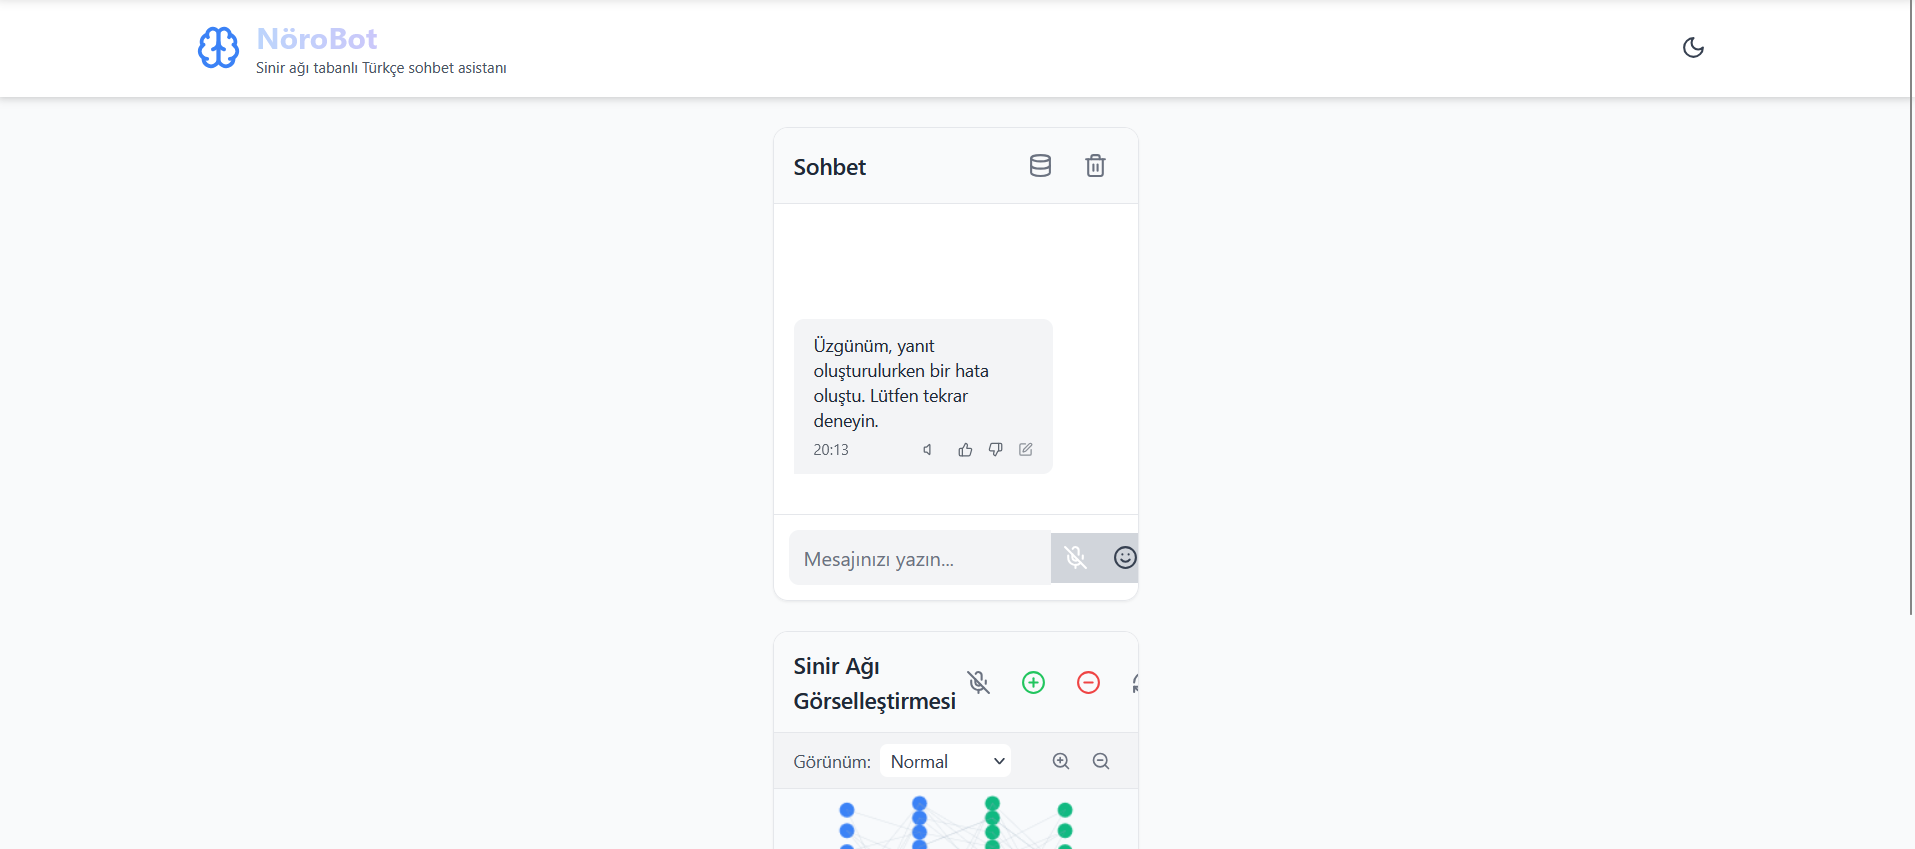 NöroBot
Sinir ağı tabanlı Türkçe sohbet asistanı
Sohbet
Üzgünüm, yanıt
oluşturulurken bir hata
oluştu. Lütfen tekrar
deneyin.
20:13
Mesajınızı yazın...
Sinir Ağı
Görselleştirmesi
Görünüm: Normal